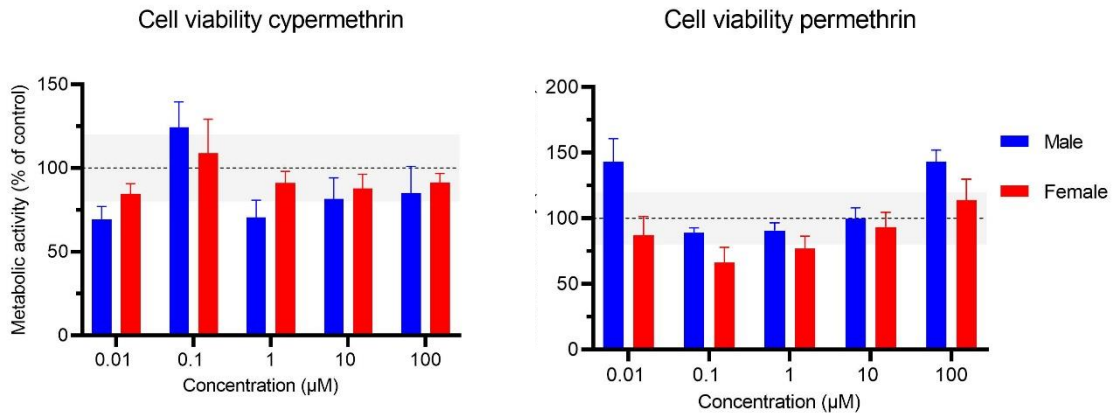 Cell viability cypermethrin
Metabolic activity (% of control)
150
100
50
0
0.01 0.1 1 10 100
Concentration (µM)
Cell viability permethrin
200
150
100
50
0
0.01 0.1 1 10 100
Concentration (µM)
Male
Female